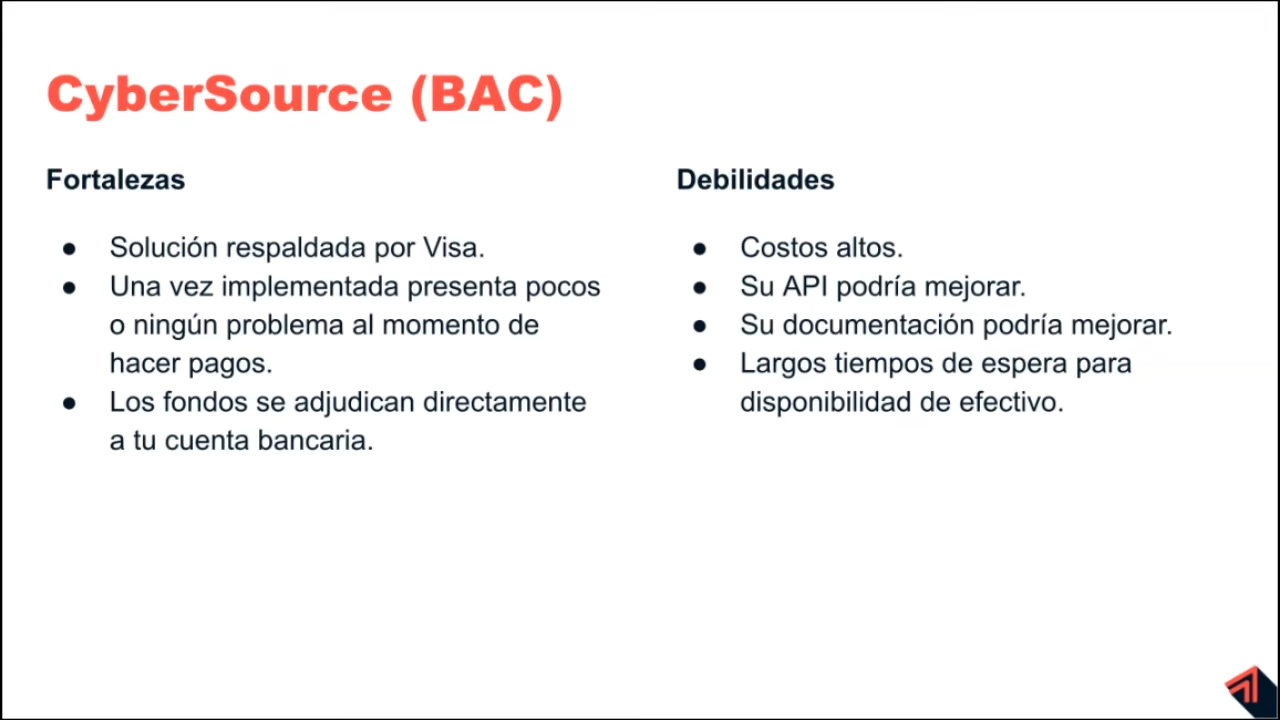 CyberSource (BAC)
Fortalezas
● Solución respaldada por Visa.
● Una vez implementada presenta pocos
o ningún problema al momento de
hacer pagos.
● Los fondos se adjudican directamente
a tu cuenta bancaria.
Debilidades
● Costos altos.
● Su API podría mejorar.
● Su documentación podría mejorar.
● Largos tiempos de espera para
disponibilidad de efectivo.